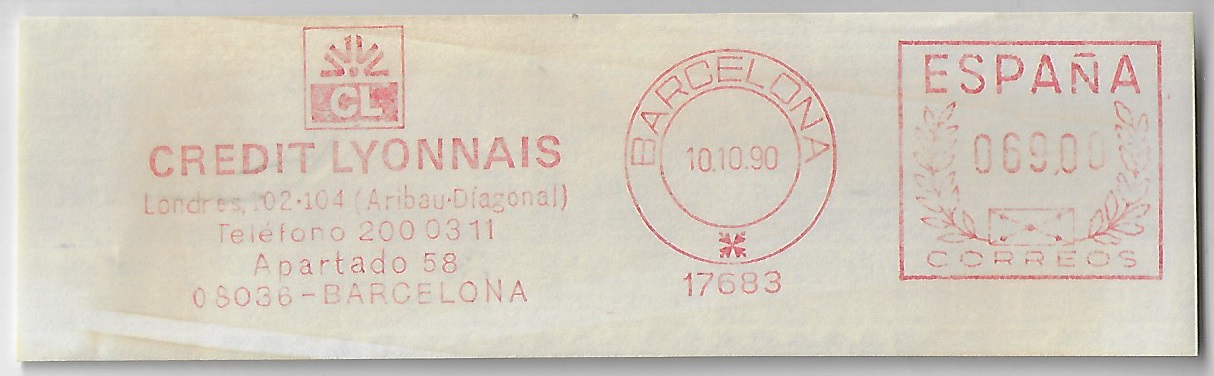 CL
CREDIT LYONNAIS
Londres, 102-104 (Aribau-Díagonal)
Teléfono 200 03 11
Apartado 58
08036-BARCELONA
BARCELONA
10.10.90
17683
ESPAÑA
069,00
CORREOS